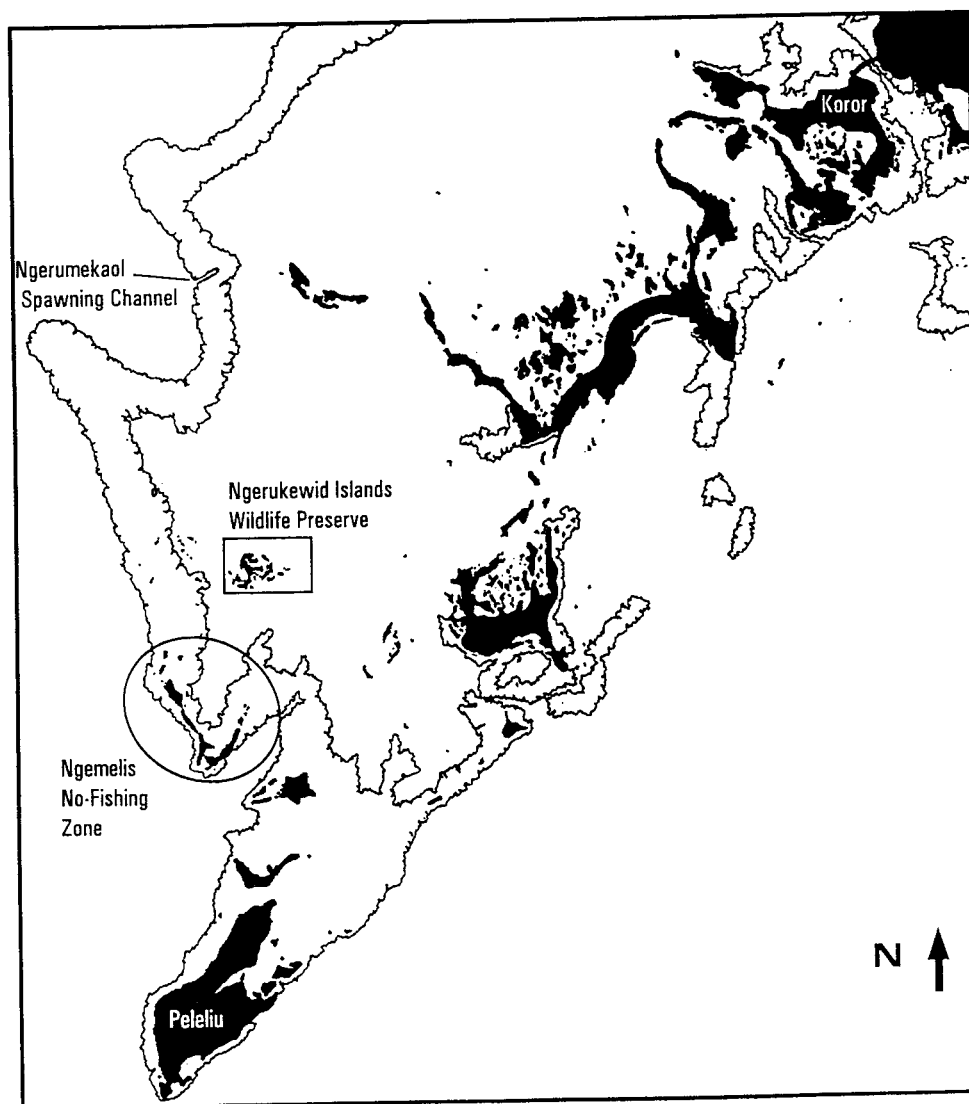 Koror
Ngerumekaol
Spawning Channel
Ngerukewid Islands
Wildlife Preserve
Ngemelis
No-Fishing
Zone
N
Peleliu